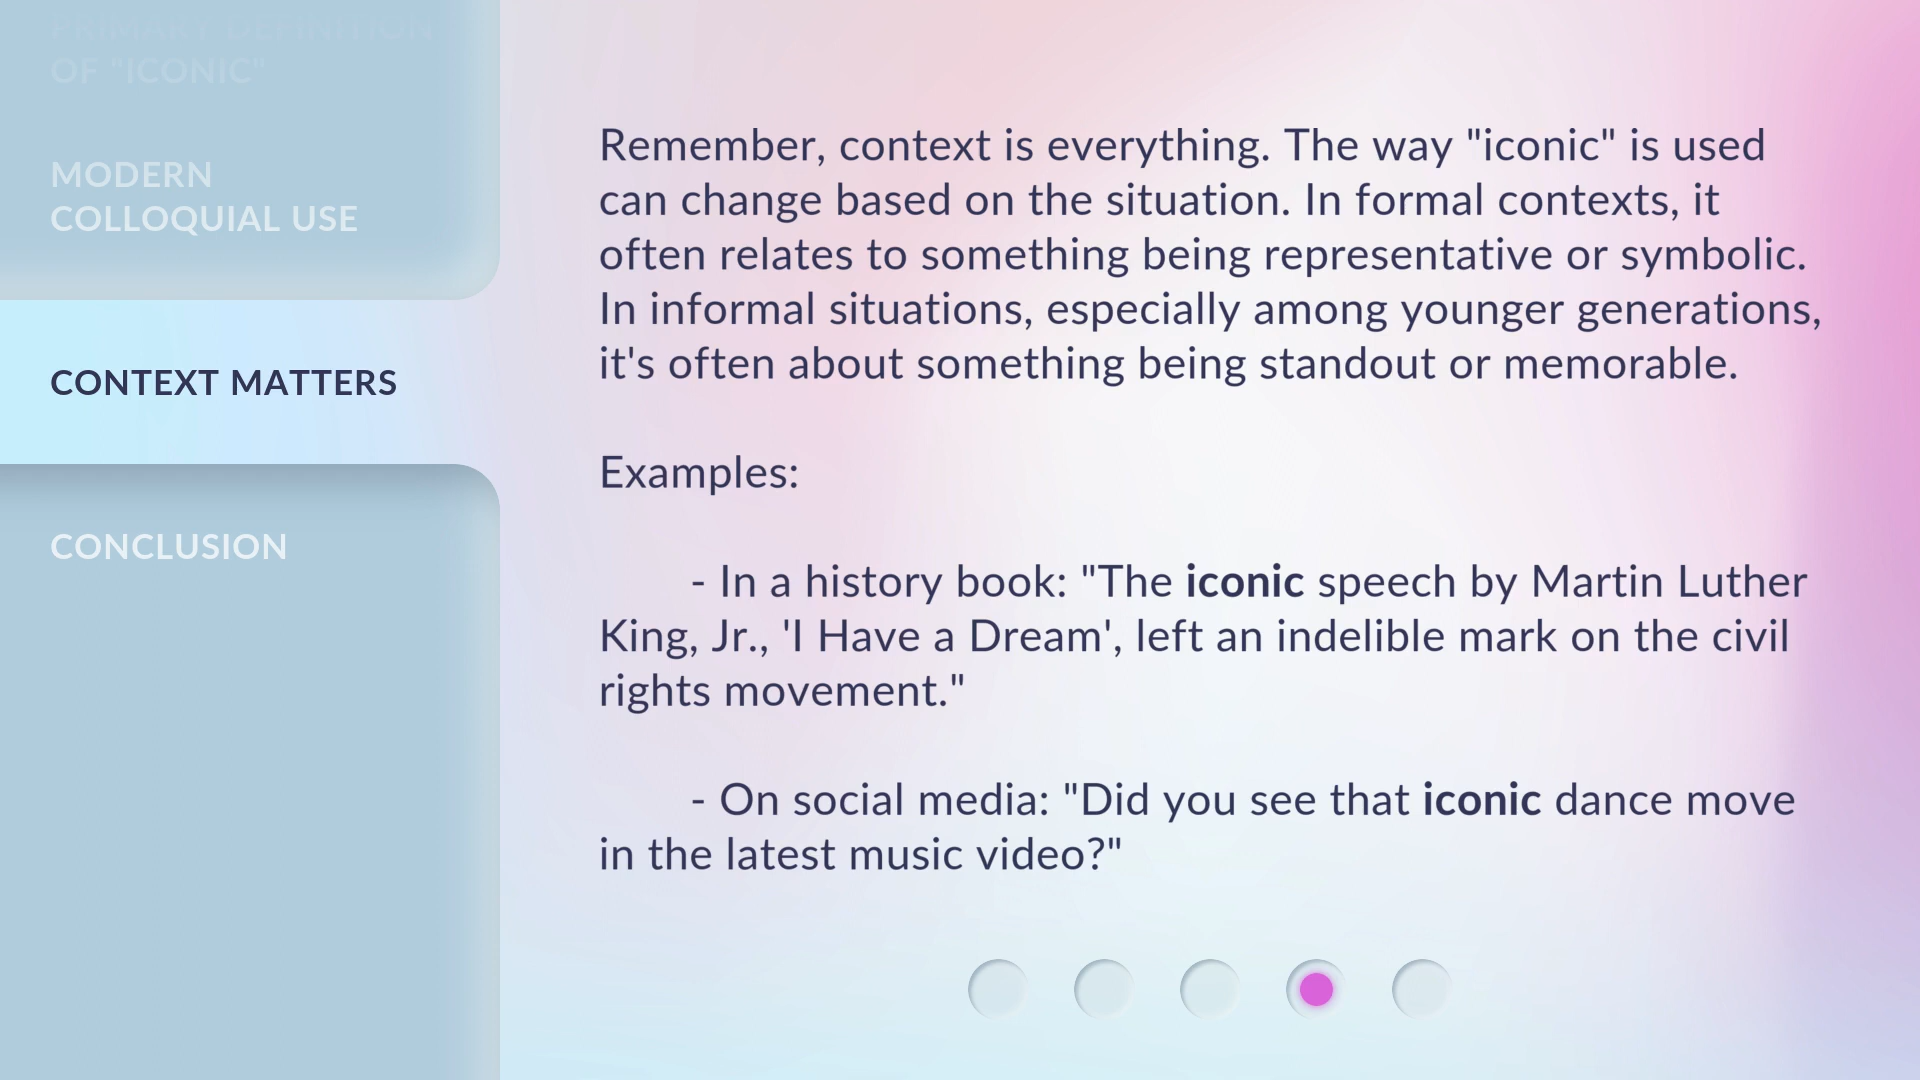 PRIMARY DEFINITION
OF "ICONIC"
MODERN
COLLOQUIAL USE
CONTEXT MATTERS
CONCLUSION
Remember, context is everything. The way "iconic" is used
can change based on the situation. In formal contexts, it
often relates to something being representative or symbolic.
In informal situations, especially among younger generations,
it's often about something being standout or memorable.
Examples:
- In a history book: "The iconic speech by Martin Luther
King, Jr., 'I Have a Dream', left an indelible mark on the civil
rights movement."
- On social media: "Did you see that iconic dance move
in the latest music video?"